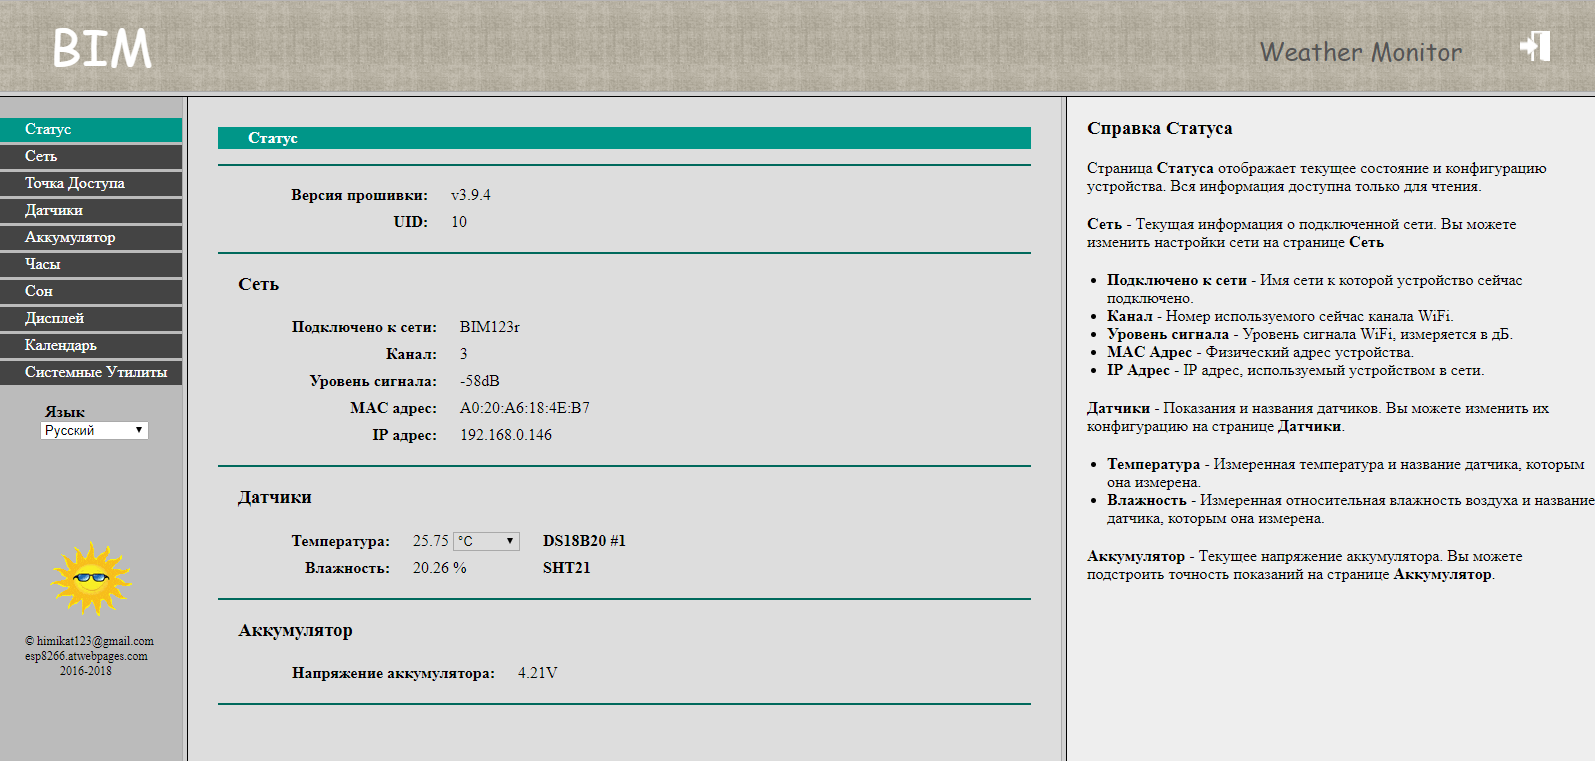 BIM
Weather Monitor
Статус
Сеть
Точка Доступа
Датчики
Аккумулятор
Часы
Сон
Дисплей
Календарь
Системные Утилиты
Язык
Русский
© himikat123@gmail.com
esp8266.atwebpages.com
2016-2018
Статус
Версия прошивки: v3.9.4
UID: 10
Сеть
Подключено к сети: BIM123r
Канал: 3
Уровень сигнала: -58dB
MAC адрес: A0:20:A6:18:4E:B7
IP адрес: 192.168.0.146
Датчики
Температура: 25.75 °C DS18B20 #1
Влажность: 20.26 % SHT21
Аккумулятор
Напряжение аккумулятора: 4.21V
Справка Статуса
Страница Статуса отображает текущее состояние и конфигурацию
устройства. Вся информация доступна только для чтения.
Сеть - Текущая информация о подключенной сети. Вы можете
изменить настройки сети на странице Сеть
Подключено к сети - Имя сети к которой устройство сейчас
подключено.
Канал - Номер используемого сейчас канала WiFi.
Уровень сигнала - Уровень сигнала WiFi, измеряется в дБ.
MAC Адрес - Физический адрес устройства.
IP Адрес - IP адрес, используемый устройством в сети.
Датчики - Показания и названия датчиков. Вы можете изменить их
конфигурацию на странице Датчики.
Температура - Измеренная температура и название датчика, которым
она измерена.
Влажность - Измеренная относительная влажность воздуха и название
датчика, которым она измерена.
Аккумулятор - Текущее напряжение аккумулятора. Вы можете
подстроить точность показаний на странице Аккумулятор.